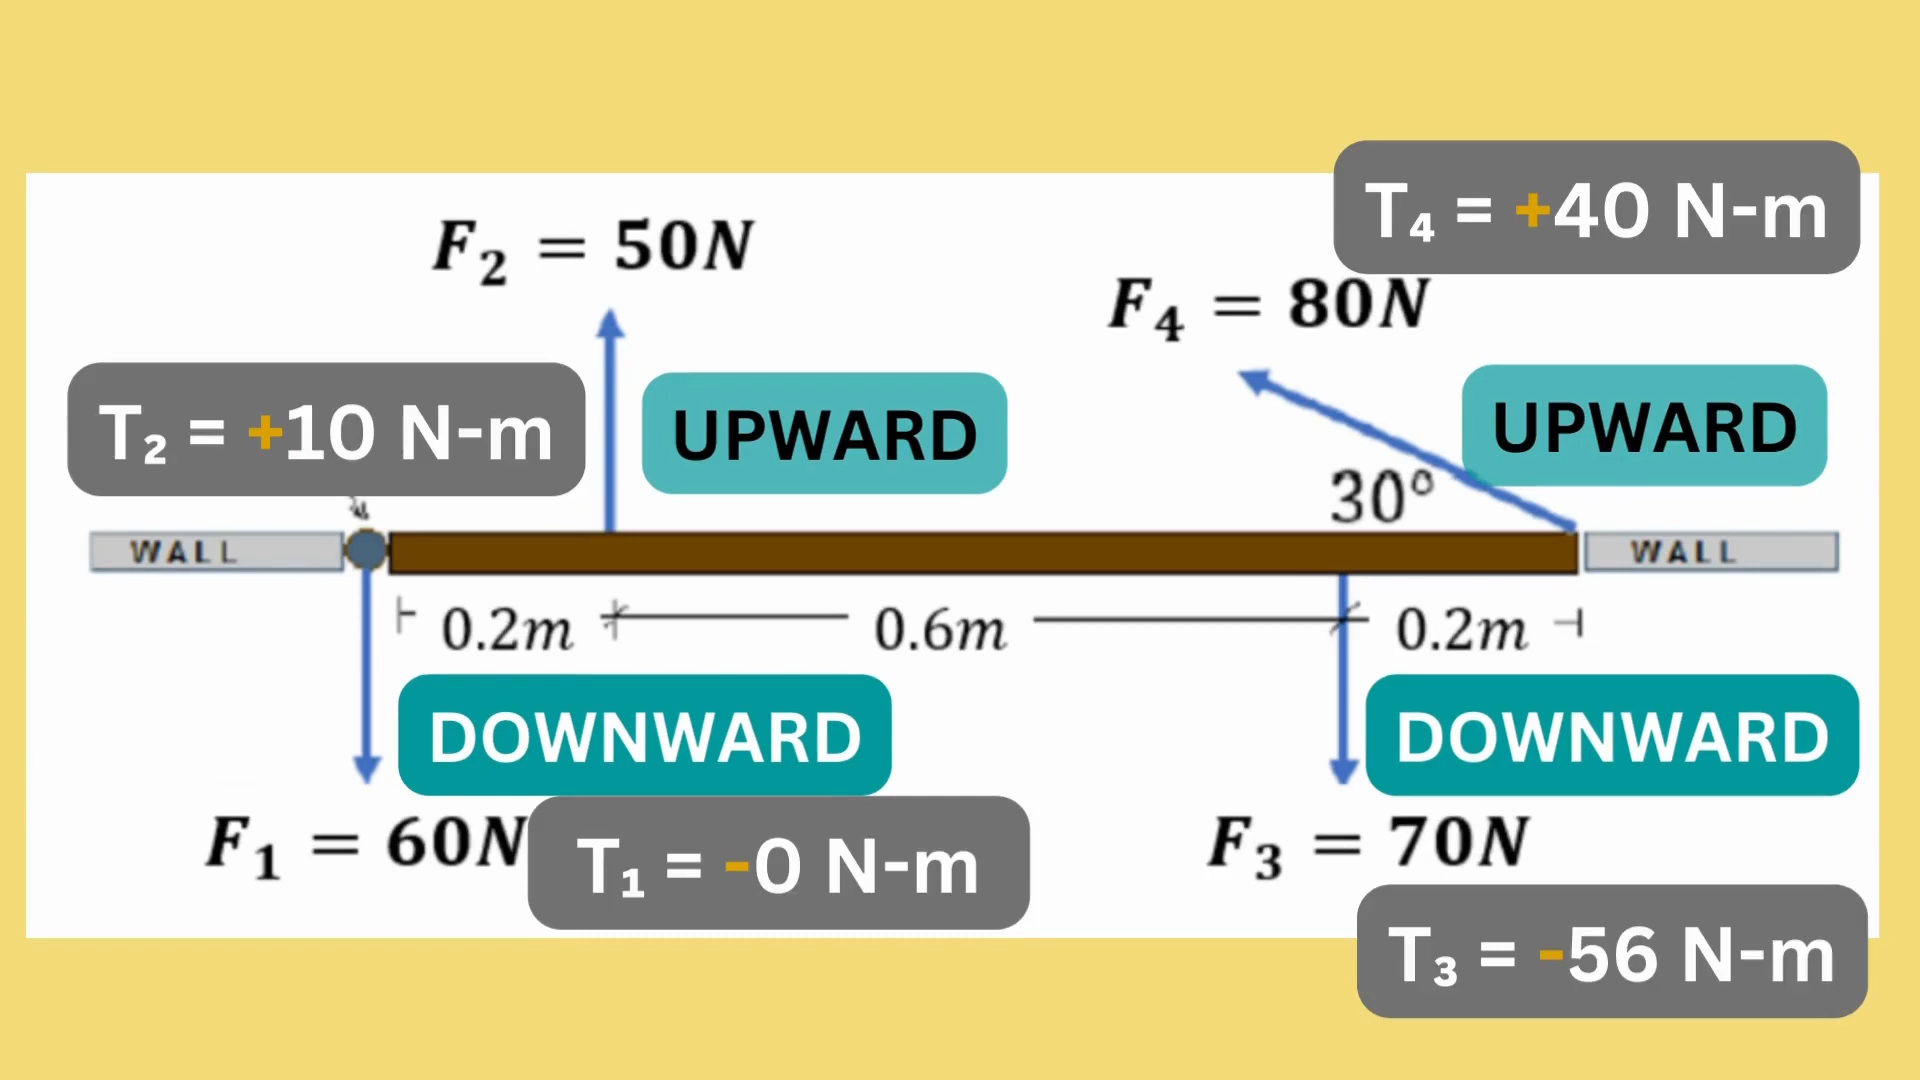 T₄ = +40 N-m
F₂ = 50N
F₄ = 80N
T₂ = +10 N-m
UPWARD
UPWARD
30°
WALL
WALL
0.2m
0.6m
0.2m
DOWNWARD
DOWNWARD
F₁ = 60N
T₁ = -0 N-m
F₃ = 70N
T₃ = -56 N-m